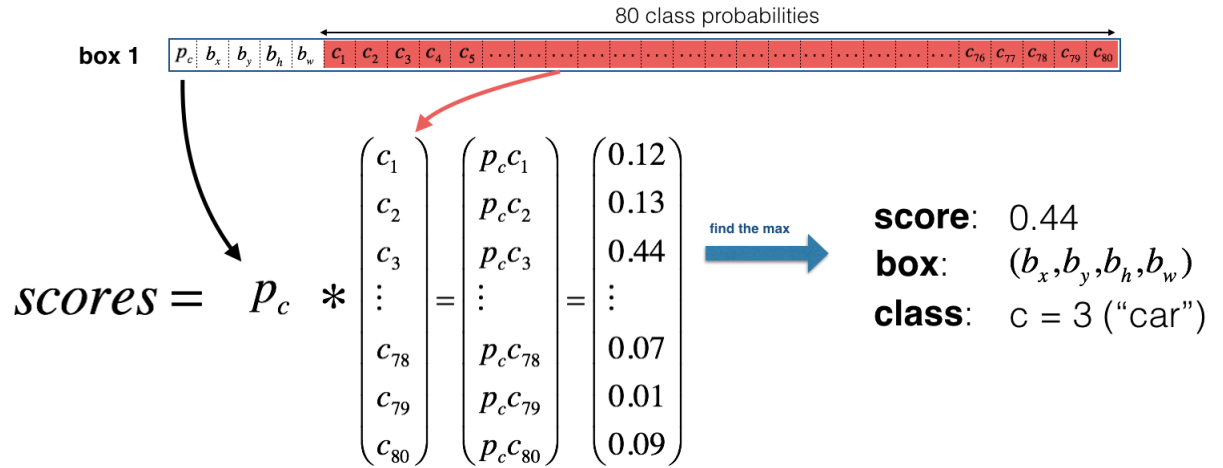 80 class probabilities
box 1 p_c b_x b_y b_h b_w c_1 c_2 c_3 c_4 c_5 ... c_76 c_77 c_78 c_79 c_80
scores = p_c * ( c_1 c_2 c_3 ⋮ c_78 c_79 c_80 ) = ( p_c c_1 p_c c_2 p_c c_3 ⋮ p_c c_78 p_c c_79 p_c c_80 ) = ( 0.12 0.13 0.44 ⋮ 0.07 0.01 0.09 )
find the max
score: 0.44
box: (b_x,b_y,b_h,b_w)
class: c = 3 (“car”)